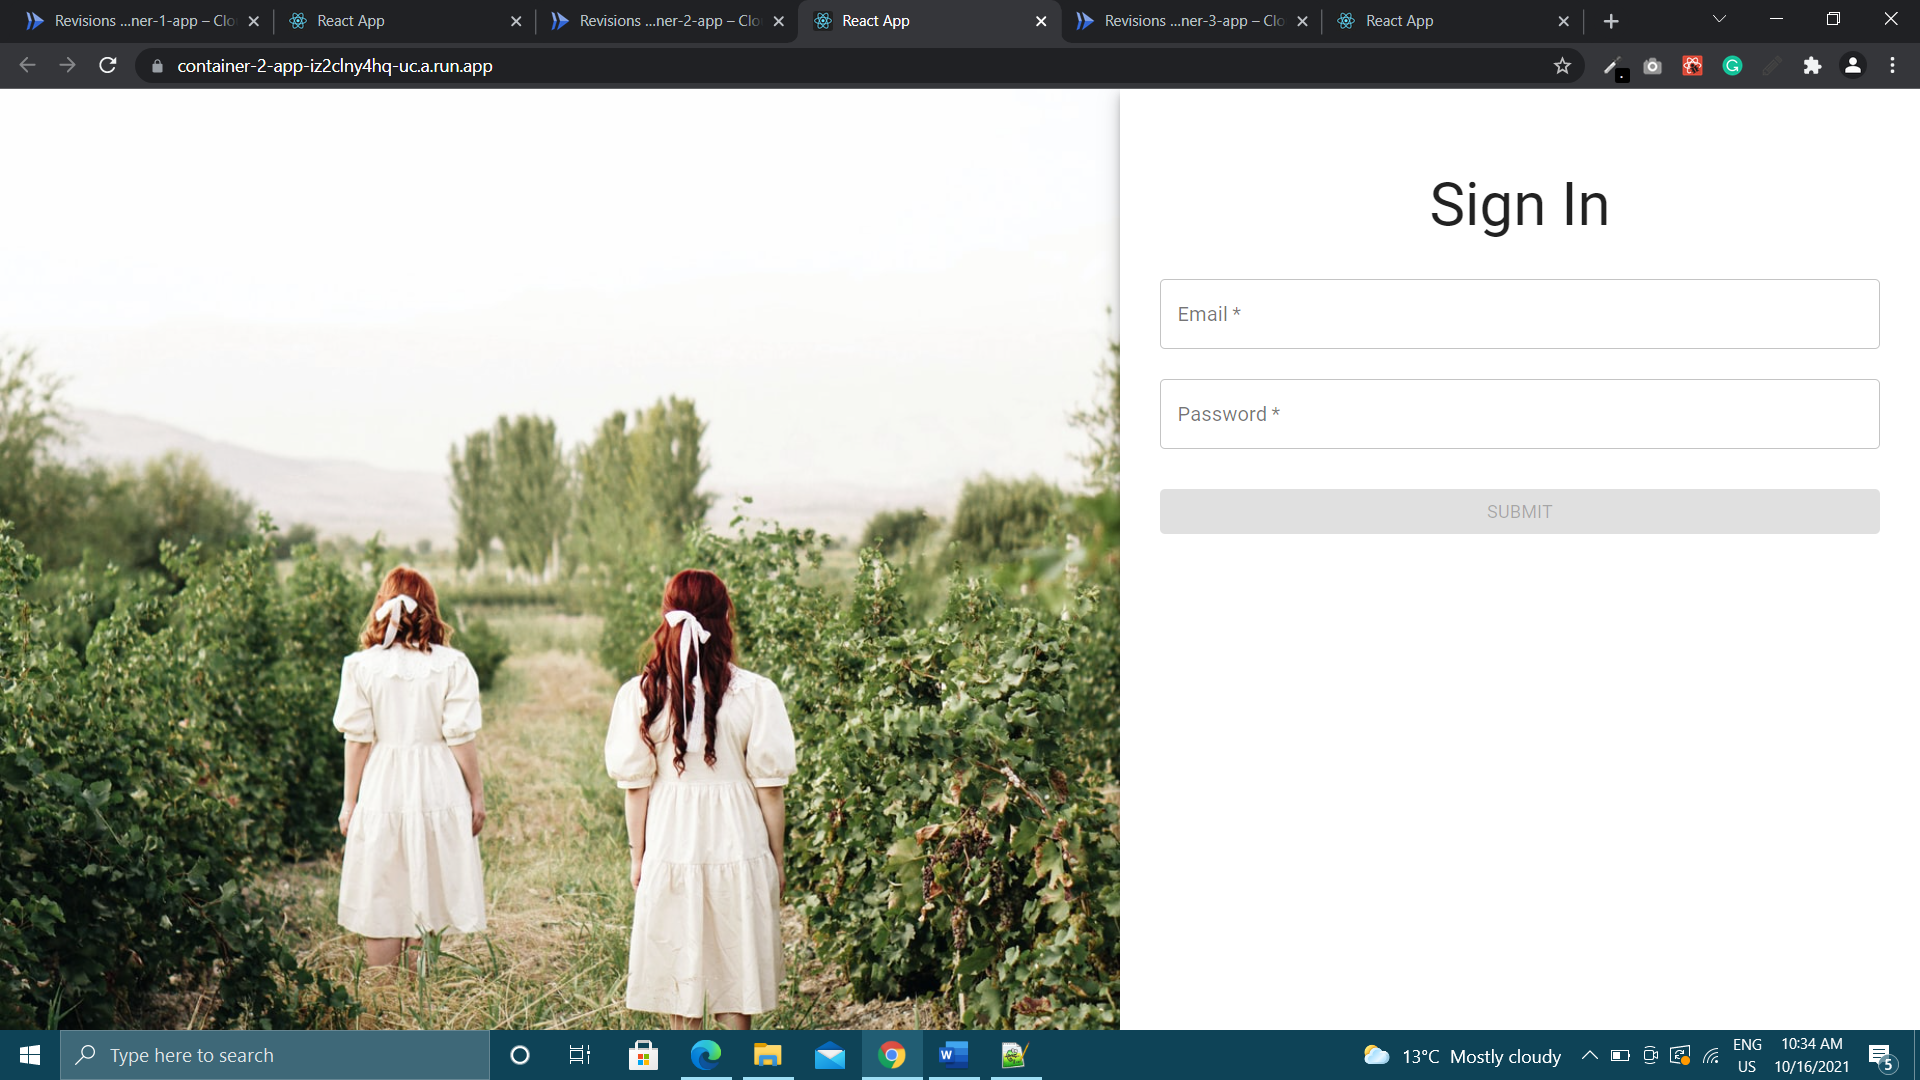 Revisions ...ner-1-app – Clo
React App
Revisions ...ner-2-app – Clo
React App
Revisions ...ner-3-app – Clo
React App
container-2-app-iz2clny4hq-uc.a.run.app
Sign In
Email *
Password *
SUBMIT
Type here to search
13°C Mostly cloudy
ENG
US
10:34 AM
10/16/2021
5